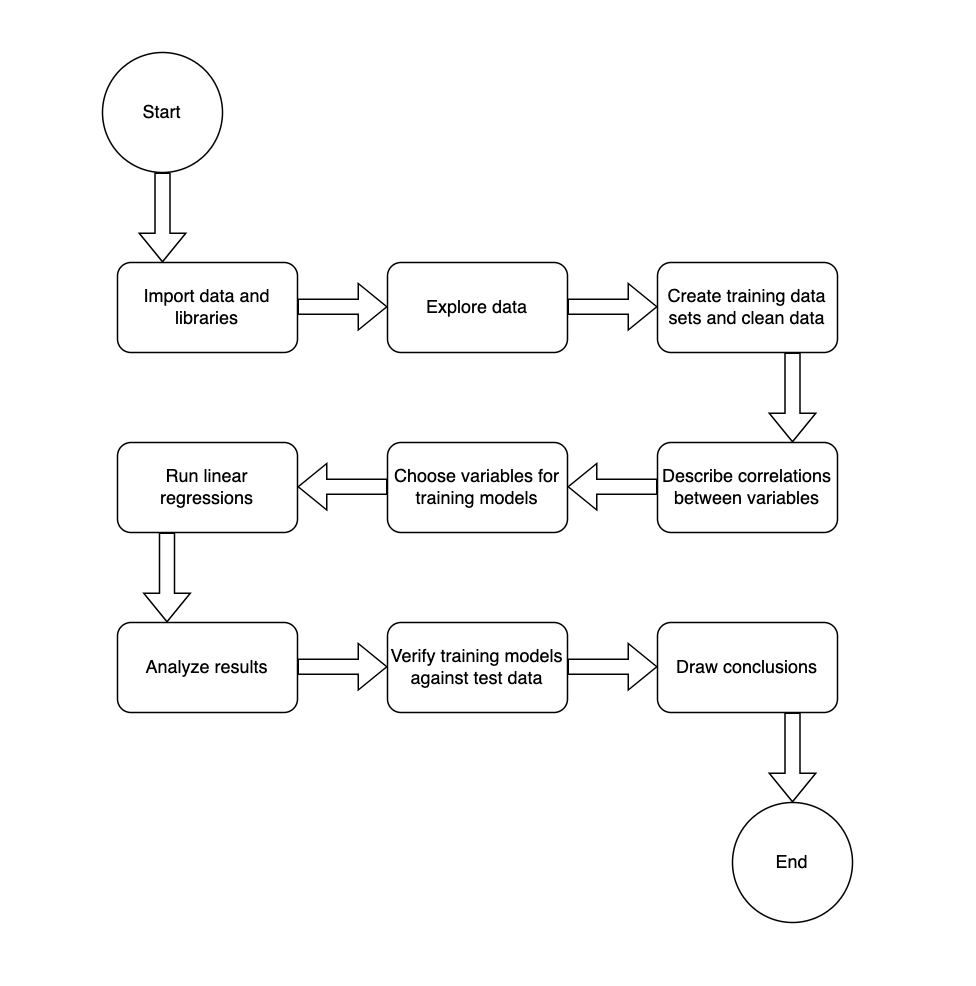 Start
Import data and
libraries
Explore data
Create training data
sets and clean data
Describe correlations
between variables
Choose variables for
training models
Run linear
regressions
Analyze results
Verify training models
against test data
Draw conclusions
End